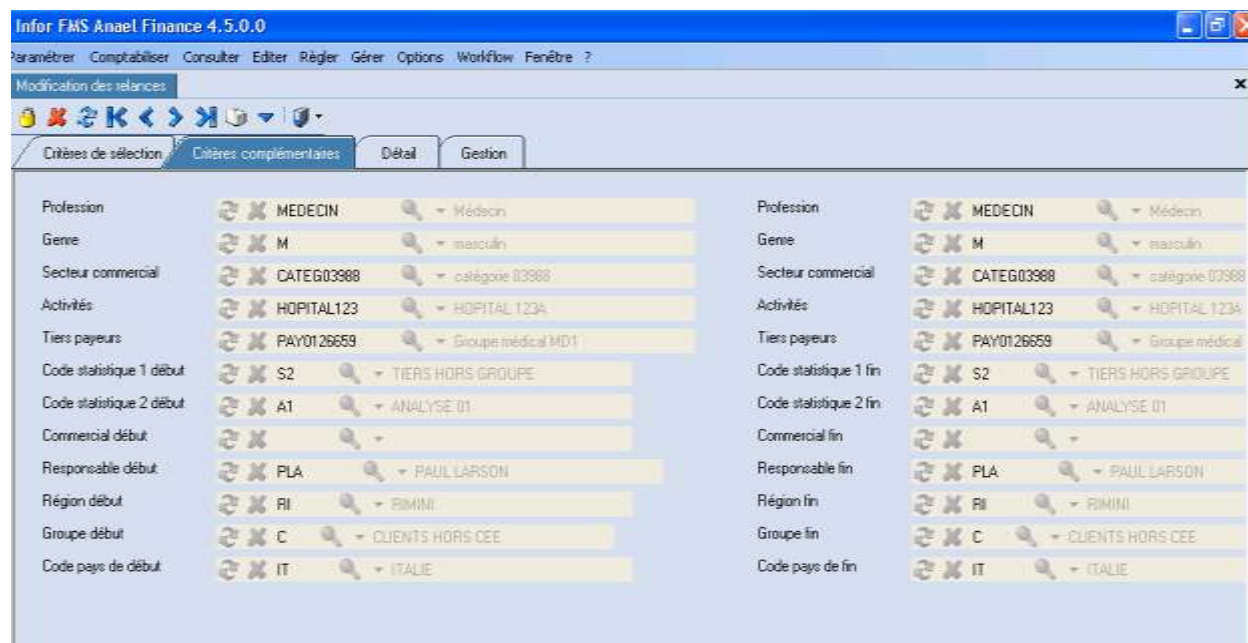 Infor FMS Anael Finance 4.5.0.0
Paramétrer Comptabiliser Consulter Editer Règler Gérer Options Workflow Fenêtre ?
Modification des relances
Critères de sélection Critères complémentaires Détail Gestion
Profession MEDECIN Médecin Profession MEDECIN Médecin
Genre M masculin Genre M masculin
Secteur commercial CATEG03988 catégorie 03988 Secteur commercial CATEG03988 catégorie 03988
Activités HOPITAL123 HOPITAL 123A Activités HOPITAL123 HOPITAL 123A
Tiers payeurs PAY0126659 Groupe médical MD1 Tiers payeurs PAY0126659 Groupe médical
Code statistique 1 début S2 TIERS HORS GROUPE Code statistique 1 fin S2 TIERS HORS GROUPE
Code statistique 2 début A1 ANALYSE 01 Code statistique 2 fin A1 ANALYSE 01
Commercial début Commercial fin
Responsable début PLA PAUL LARSON Responsable fin PLA PAUL LARSON
Région début RI RIMINI Région fin RI RIMINI
Groupe début C CLIENTS HORS CEE Groupe fin C CLIENTS HORS CEE
Code pays de début IT ITALIE Code pays de fin IT ITALIE